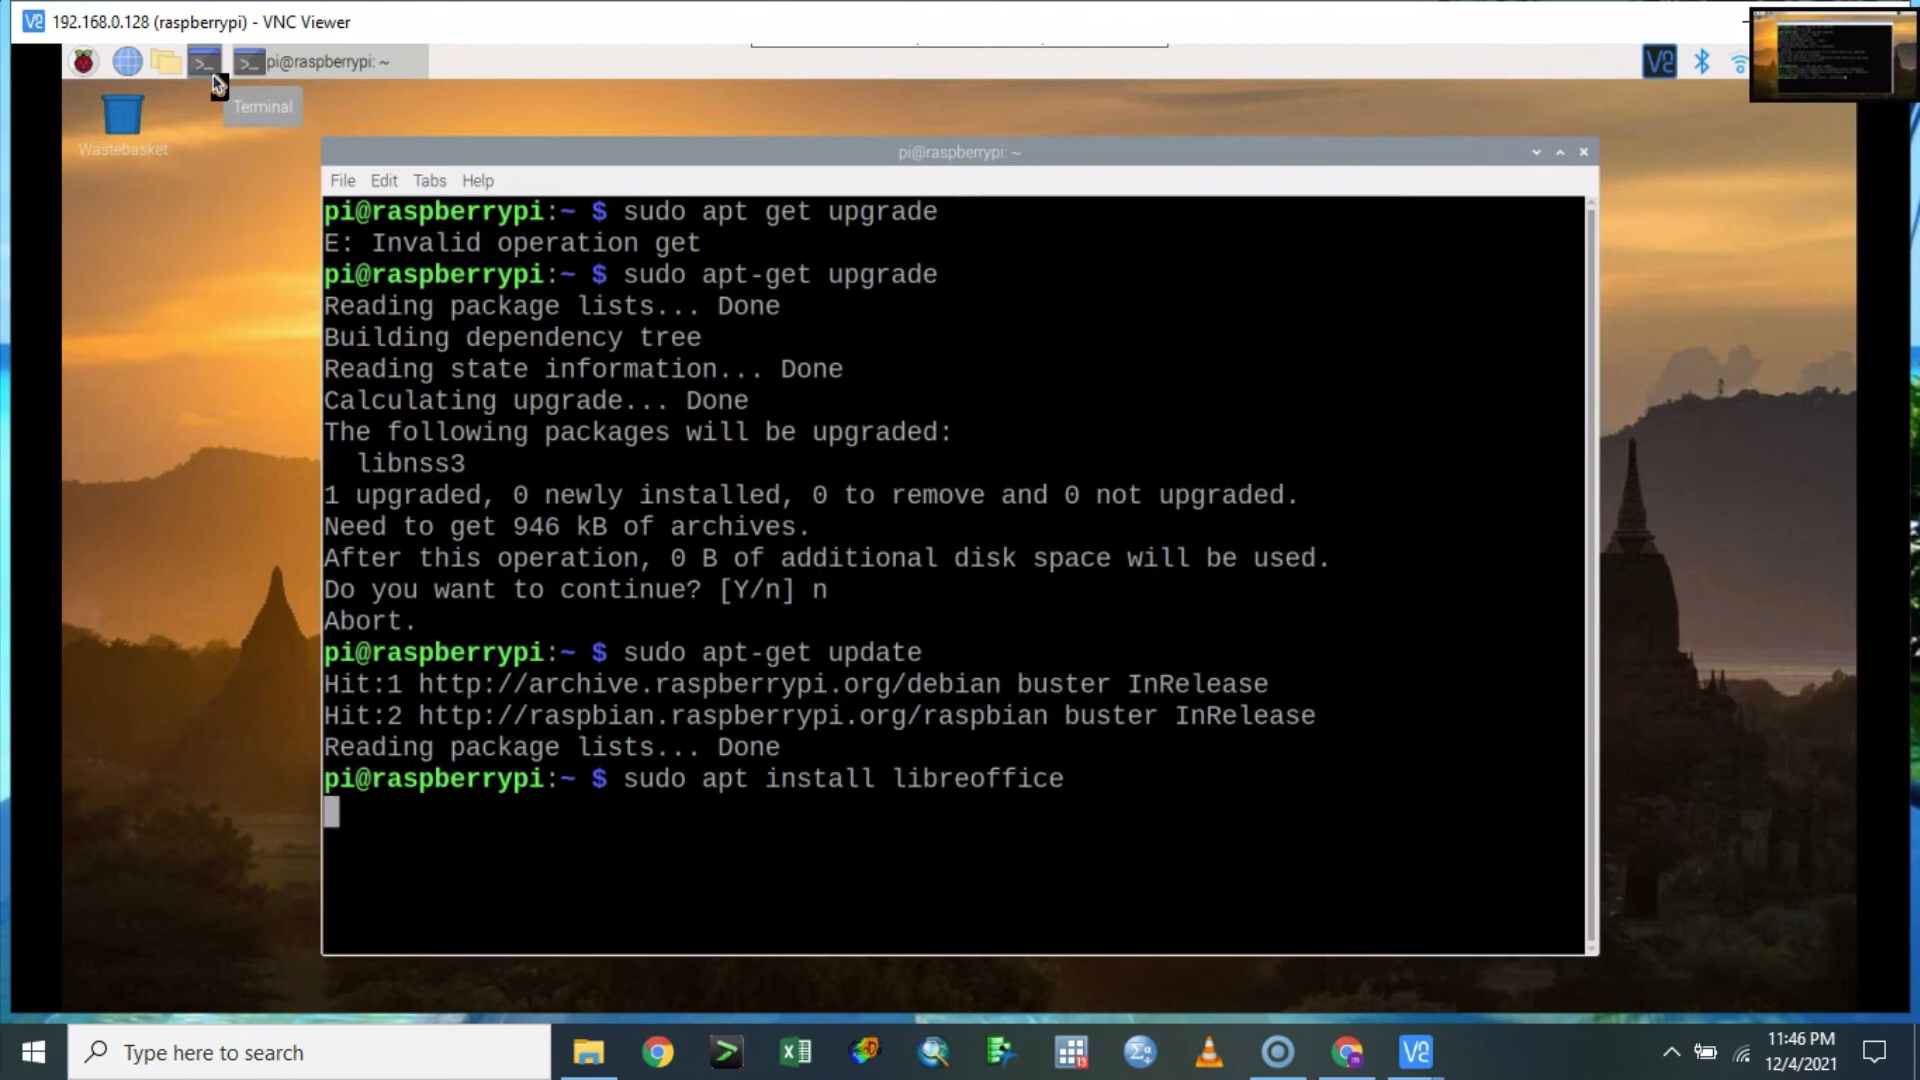 192.168.0.128 (raspberrypi) - VNC Viewer
pi@raspberrypi: ~
Terminal
Wastebasket
pi@raspberrypi: ~
File Edit Tabs Help
pi@raspberrypi:~ $ sudo apt get upgrade
E: Invalid operation get
pi@raspberrypi:~ $ sudo apt-get upgrade
Reading package lists... Done
Building dependency tree
Reading state information... Done
Calculating upgrade... Done
The following packages will be upgraded:
libnss3
1 upgraded, 0 newly installed, 0 to remove and 0 not upgraded.
Need to get 946 kB of archives.
After this operation, 0 B of additional disk space will be used.
Do you want to continue? [Y/n] n
Abort.
pi@raspberrypi:~ $ sudo apt-get update
Hit:1 http://archive.raspberrypi.org/debian buster InRelease
Hit:2 http://raspbian.raspberrypi.org/raspbian buster InRelease
Reading package lists... Done
pi@raspberrypi:~ $ sudo apt install libreoffice
Type here to search
11:46 PM
12/4/2021